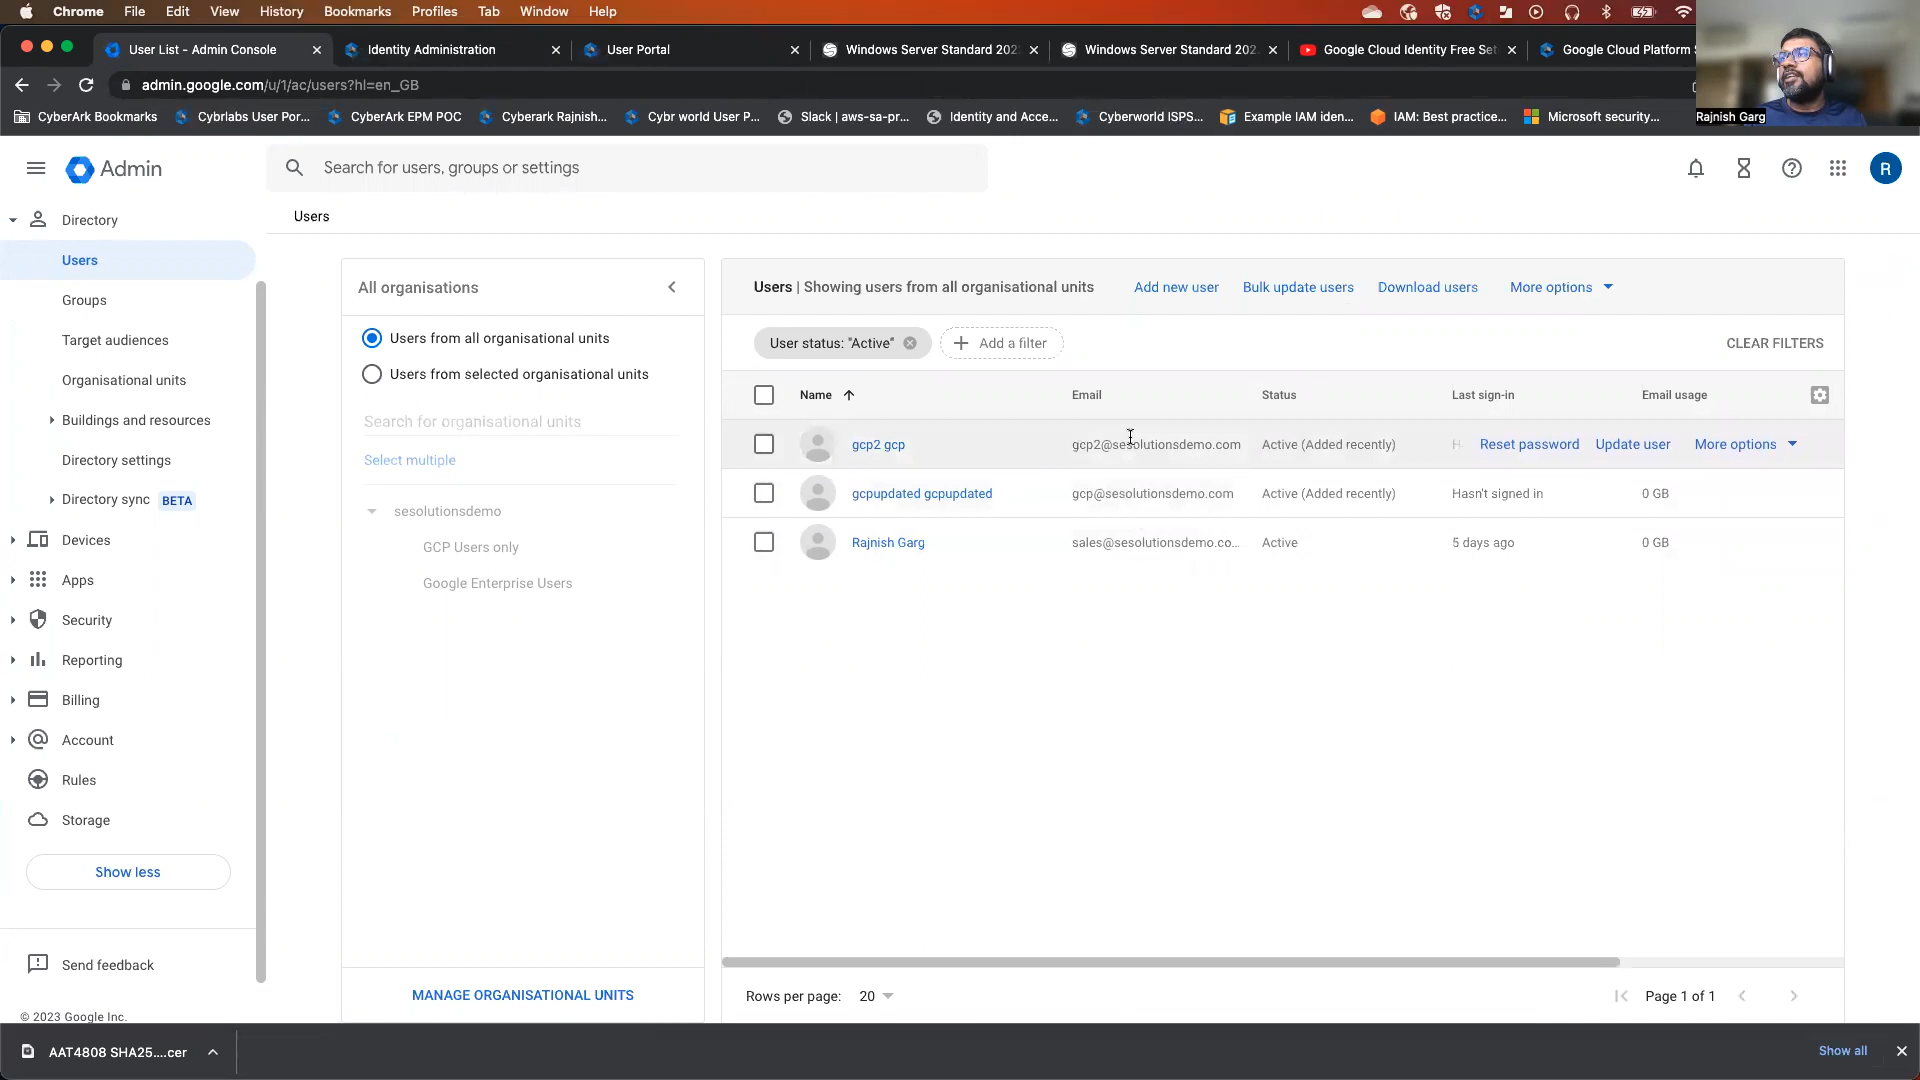 Chrome File Edit View History Bookmarks Profiles Tab Window Help
User List - Admin Console
Identity Administration
User Portal
Windows Server Standard 202
Windows Server Standard 202
Google Cloud Identity Free Set
Google Cloud Platform S
admin.google.com/u/1/ac/users?hl=en_GB
CyberArk Bookmarks
Cybrlabs User Por...
CyberArk EPM POC
Cyberark Rajnish...
Cybr world User P...
Slack | aws-sa-pr...
Identity and Acce...
Cyberworld ISPS...
Example IAM iden...
IAM: Best practice...
Microsoft security...
Rajnish Garg
Admin
Search for users, groups or settings
R
Directory
Users
Groups
Target audiences
Organisational units
Buildings and resources
Directory settings
Directory sync BETA
Devices
Apps
Security
Reporting
Billing
Account
Rules
Storage
Show less
Send feedback
© 2023 Google Inc.
Users
All organisations
Users from all organisational units
Users from selected organisational units
Search for organisational units
Select multiple
sesolutionsdemo
GCP Users only
Google Enterprise Users
MANAGE ORGANISATIONAL UNITS
Users | Showing users from all organisational units
Add new user
Bulk update users
Download users
More options
User status: "Active"
Add a filter
CLEAR FILTERS
Name Email Status Last sign-in Email usage
gcp2 gcp gcp2@sesolutionsdemo.com Active (Added recently) H Reset password Update user More options
gcpupdated gcpupdated gcp@sesolutionsdemo.com Active (Added recently) Hasn't signed in 0 GB
Rajnish Garg sales@sesolutionsdemo.co... Active 5 days ago 0 GB
Rows per page: 20
Page 1 of 1
AAT4808 SHA25....cer
Show all